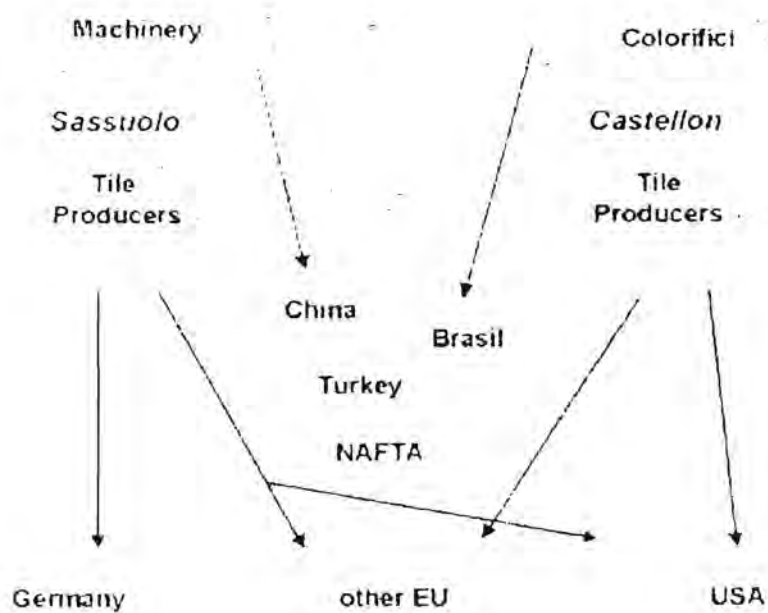 Machinery
Colorifici
Sassuolo
Castellon
Tile
Producers
Tile
Producers
China
Brasil
Turkey
NAFTA
Germany
other EU
USA